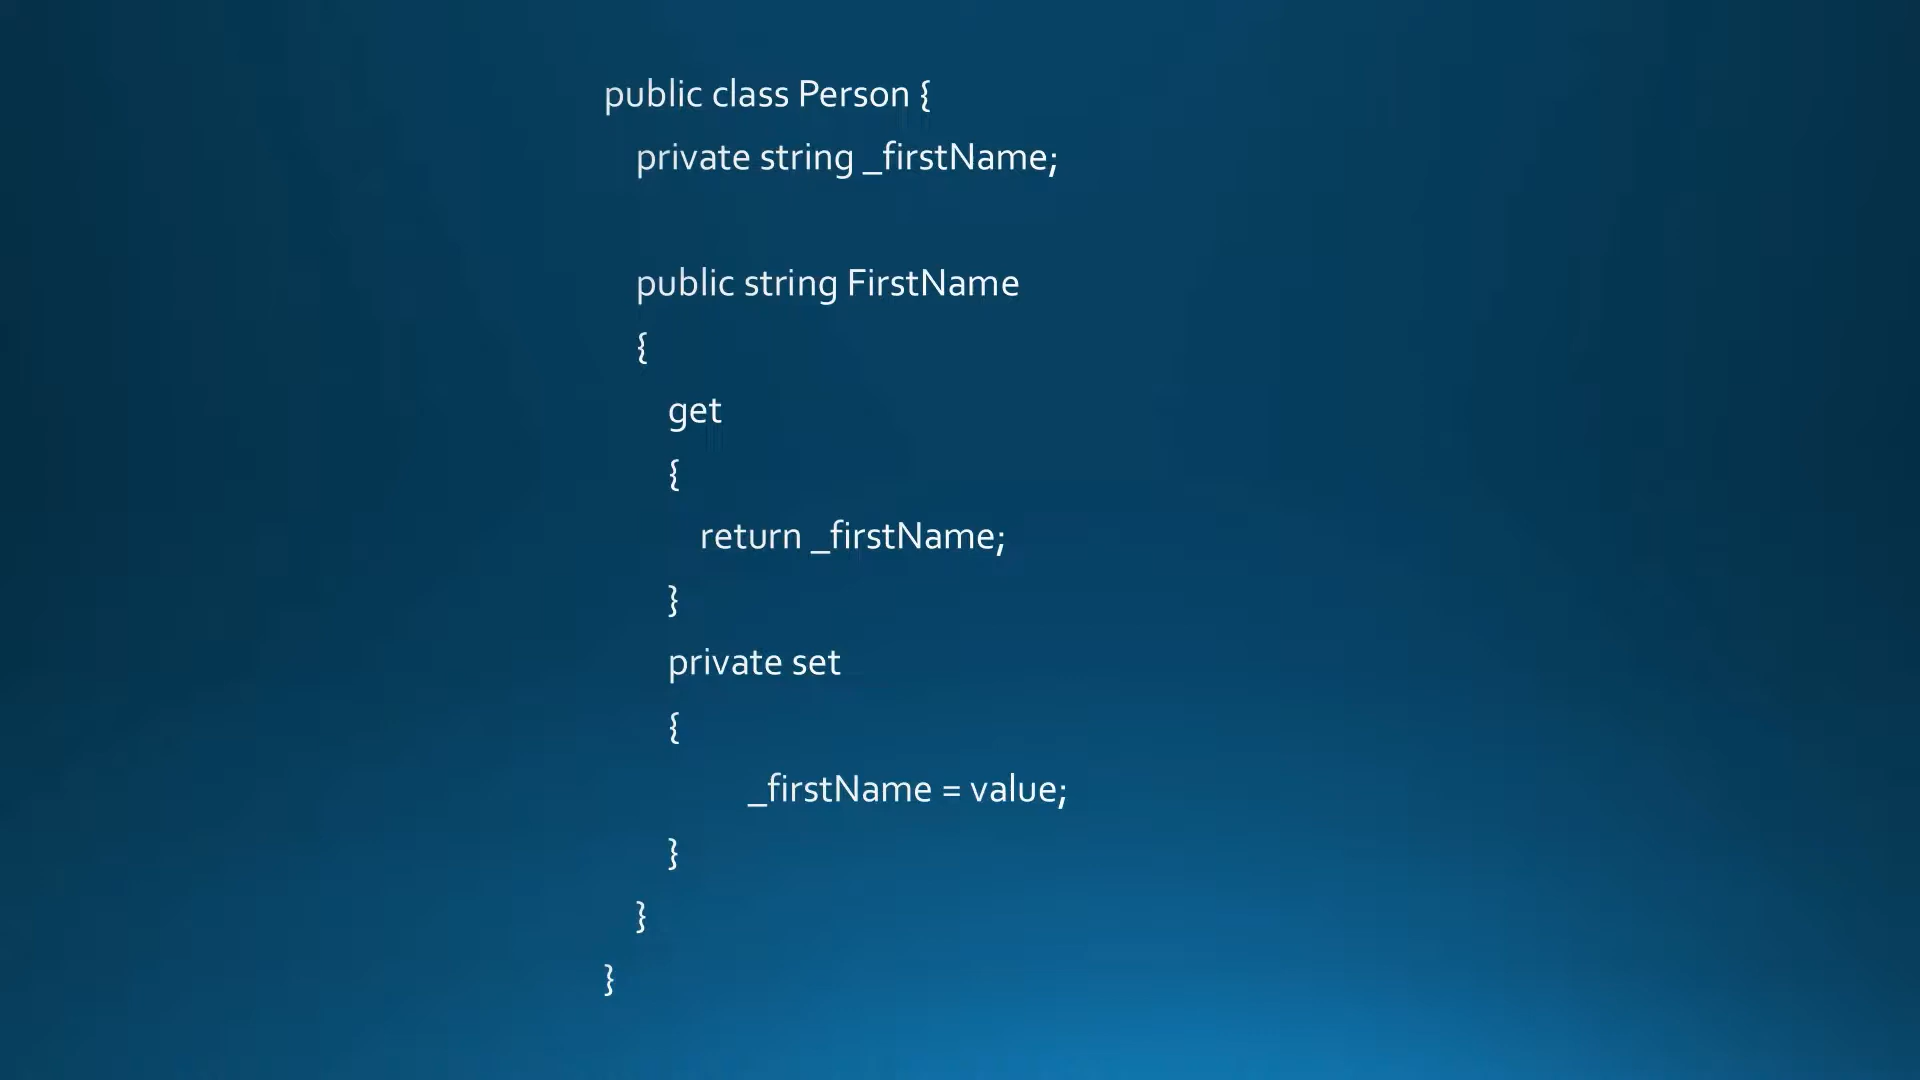 public class Person {
private string _firstName;
public string FirstName
{
get
{
return _firstName;
}
private set
{
_firstName = value;
}
}
}